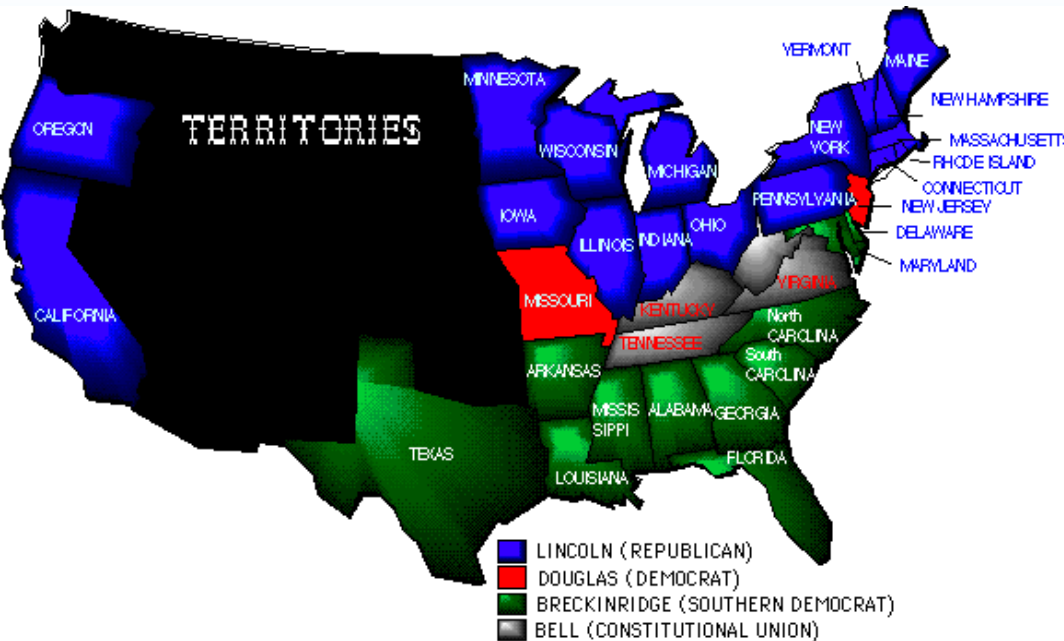 VERMONT
MAINE
MINNESOTA
NEW HAMPSHIRE
OREGON
TERRITORIES
NEW
YORK
MASSACHUSETTS
WISCONSIN
RHODE ISLAND
MICHIGAN
CONNECTICUT
PENNSYLVANIA
NEW JERSEY
IOWA
OHIO
ILLINOIS
INDIANA
DELAWARE
MARYLAND
VIRGINIA
MISSOURI
KENTUCKY
CALIFORNIA
North
CAROLINA
TENNESSEE
South
CAROLINA
ARKANSAS
MISSIS
SIPPI
ALABAMA
GEORGIA
TEXAS
FLORIDA
LOUISIANA
LINCOLN (REPUBLICAN)
DOUGLAS (DEMOCRAT)
BRECKINRIDGE (SOUTHERN DEMOCRAT)
BELL (CONSTITUTIONAL UNION)